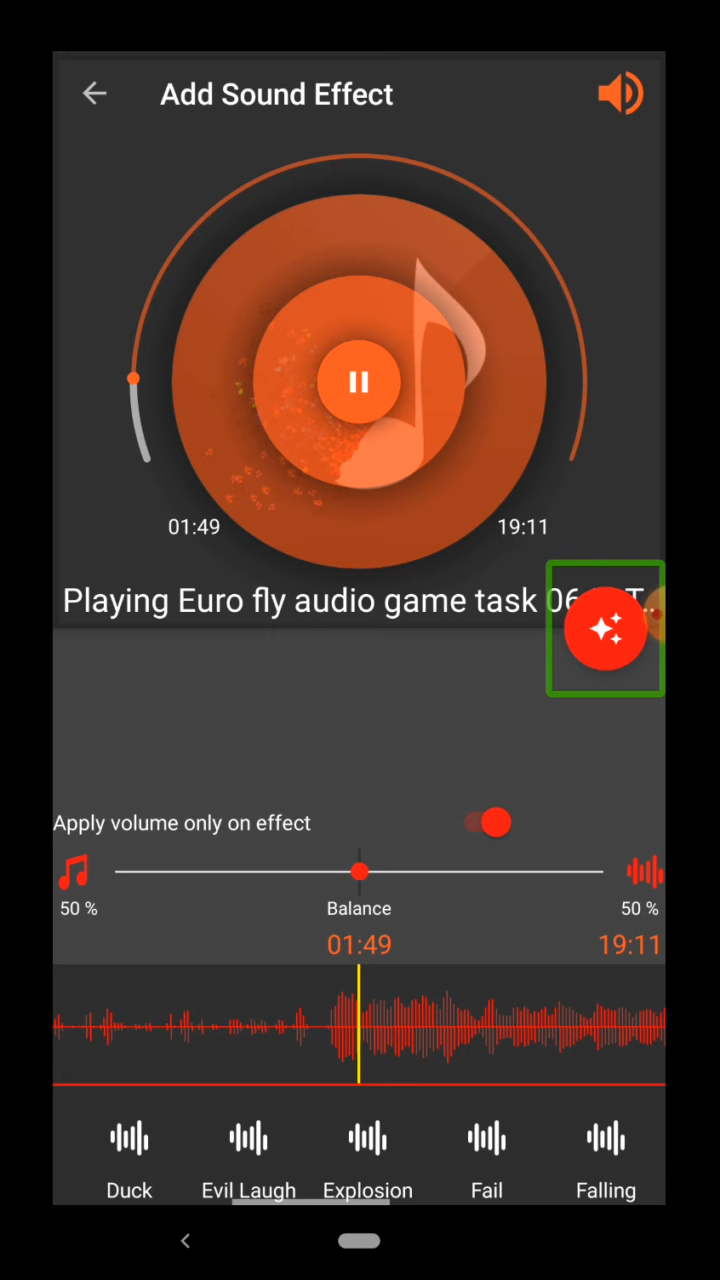 Add Sound Effect
01:49
19:11
Playing Euro fly audio game task 06
Apply volume only on effect
50 %
Balance
50 %
01:49
19:11
Duck
Evil Laugh
Explosion
Fail
Falling